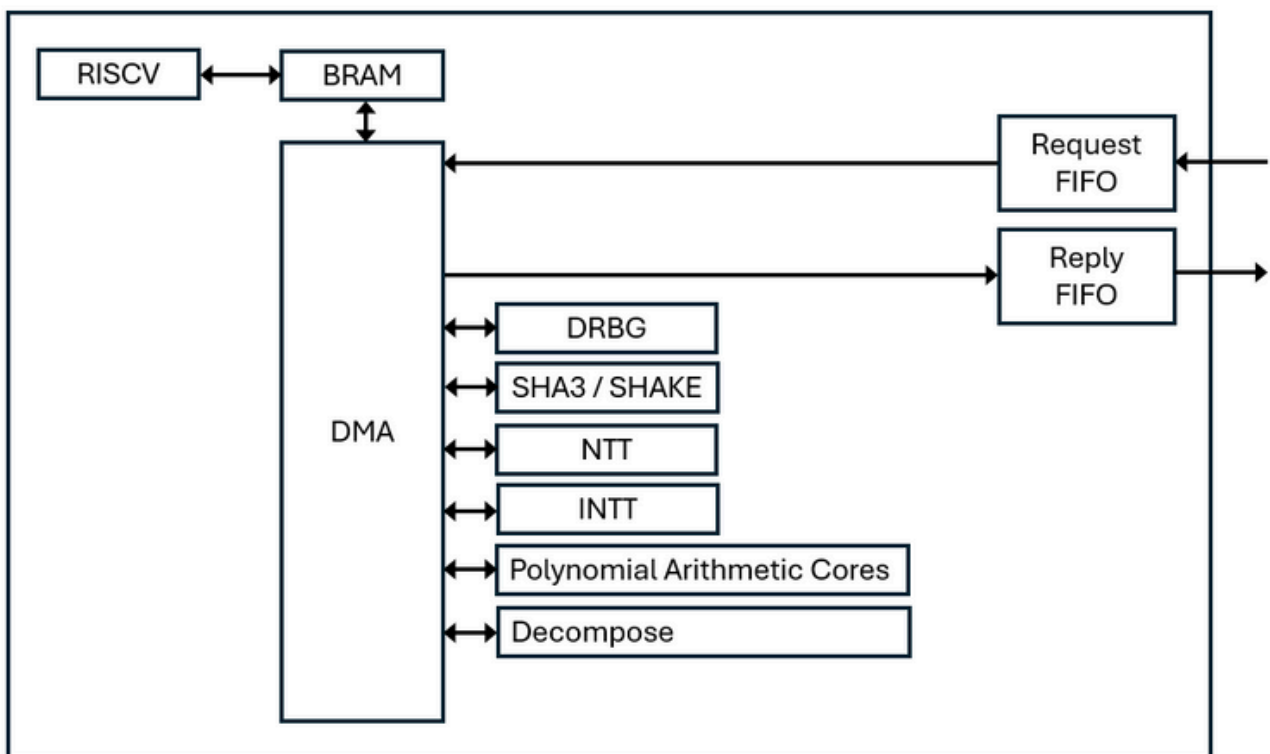 RISCV
BRAM
Request
FIFO
Reply
FIFO
DRBG
SHA3 / SHAKE
DMA
NTT
INTT
Polynomial Arithmetic Cores
Decompose